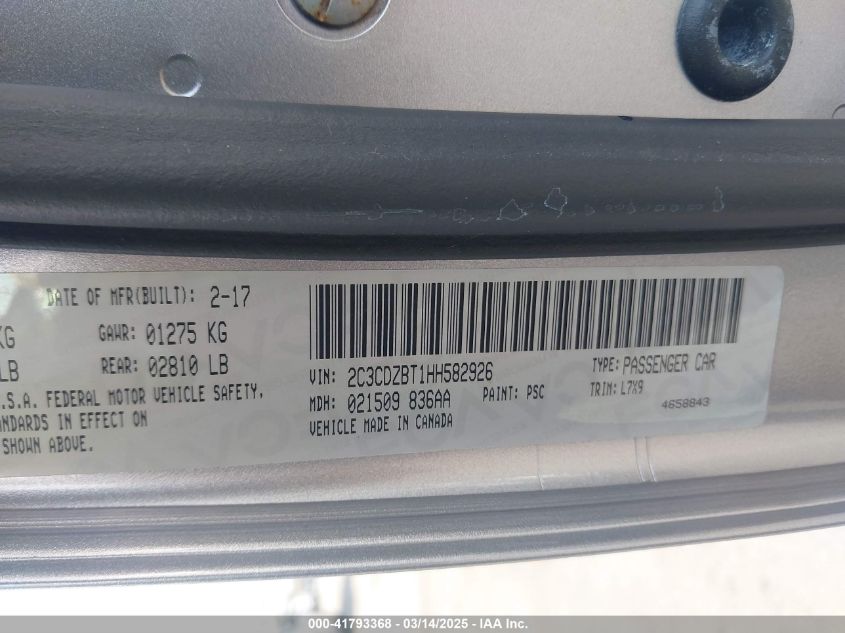 DATE OF MFR(BUILT): 2-17
KG GAWR: 01275 KG
LB REAR: 02810 LB
.S.A. FEDERAL MOTOR VEHICLE SAFETY,
ANDARDS IN EFFECT ON
SHOWN ABOVE.
VIN: 2C3CDZBT1HH582926 TYPE: PASSENGER CAR
MDH: 021509 836AA PAINT: PSC TRIN: L7X9
VEHICLE MADE IN CANADA 4658843
000-41793368 - 03/14/2025 - IAA Inc.